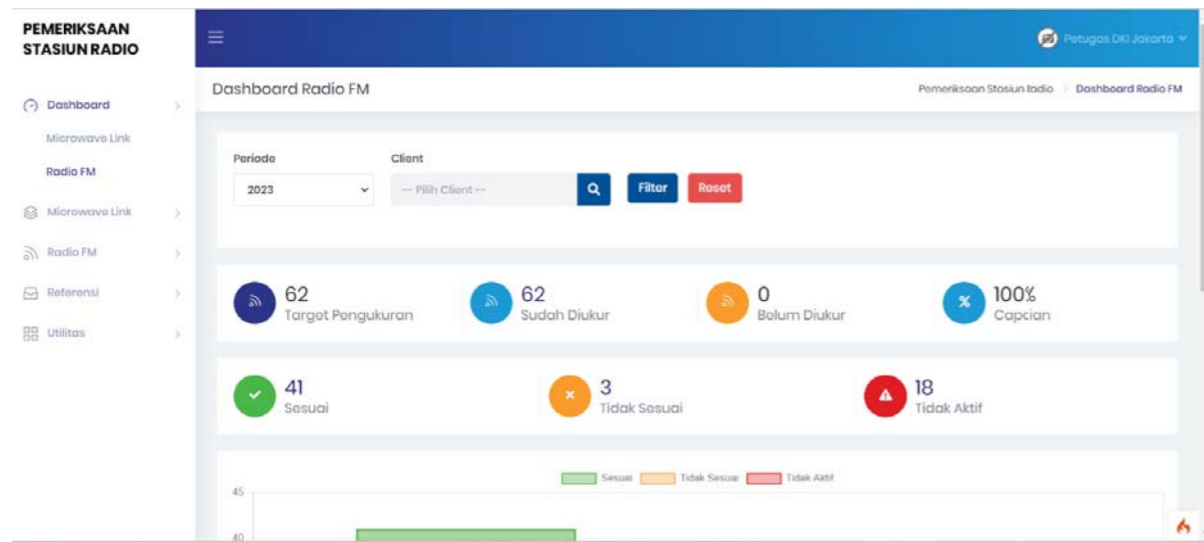 PEMERIKSAAN
STASIUN RADIO
Petugas DKI Jakarta
Dashboard
Microwave Link
Radio FM
Microwave Link
Radio FM
Referensi
Utilitas
Dashboard Radio FM
Pemeriksaan Stasiun Radio > Dashboard Radio FM
Periode
Client
2023
-- Pilih Client --
Filter
Reset
62
Target Pengukuran
62
Sudah Diukur
0
Belum Diukur
100%
Capcian
41
Sesuai
3
Tidak Sesuai
18
Tidak Aktif
Sesuai
Tidak Sesuai
Tidak Aktif
45
40